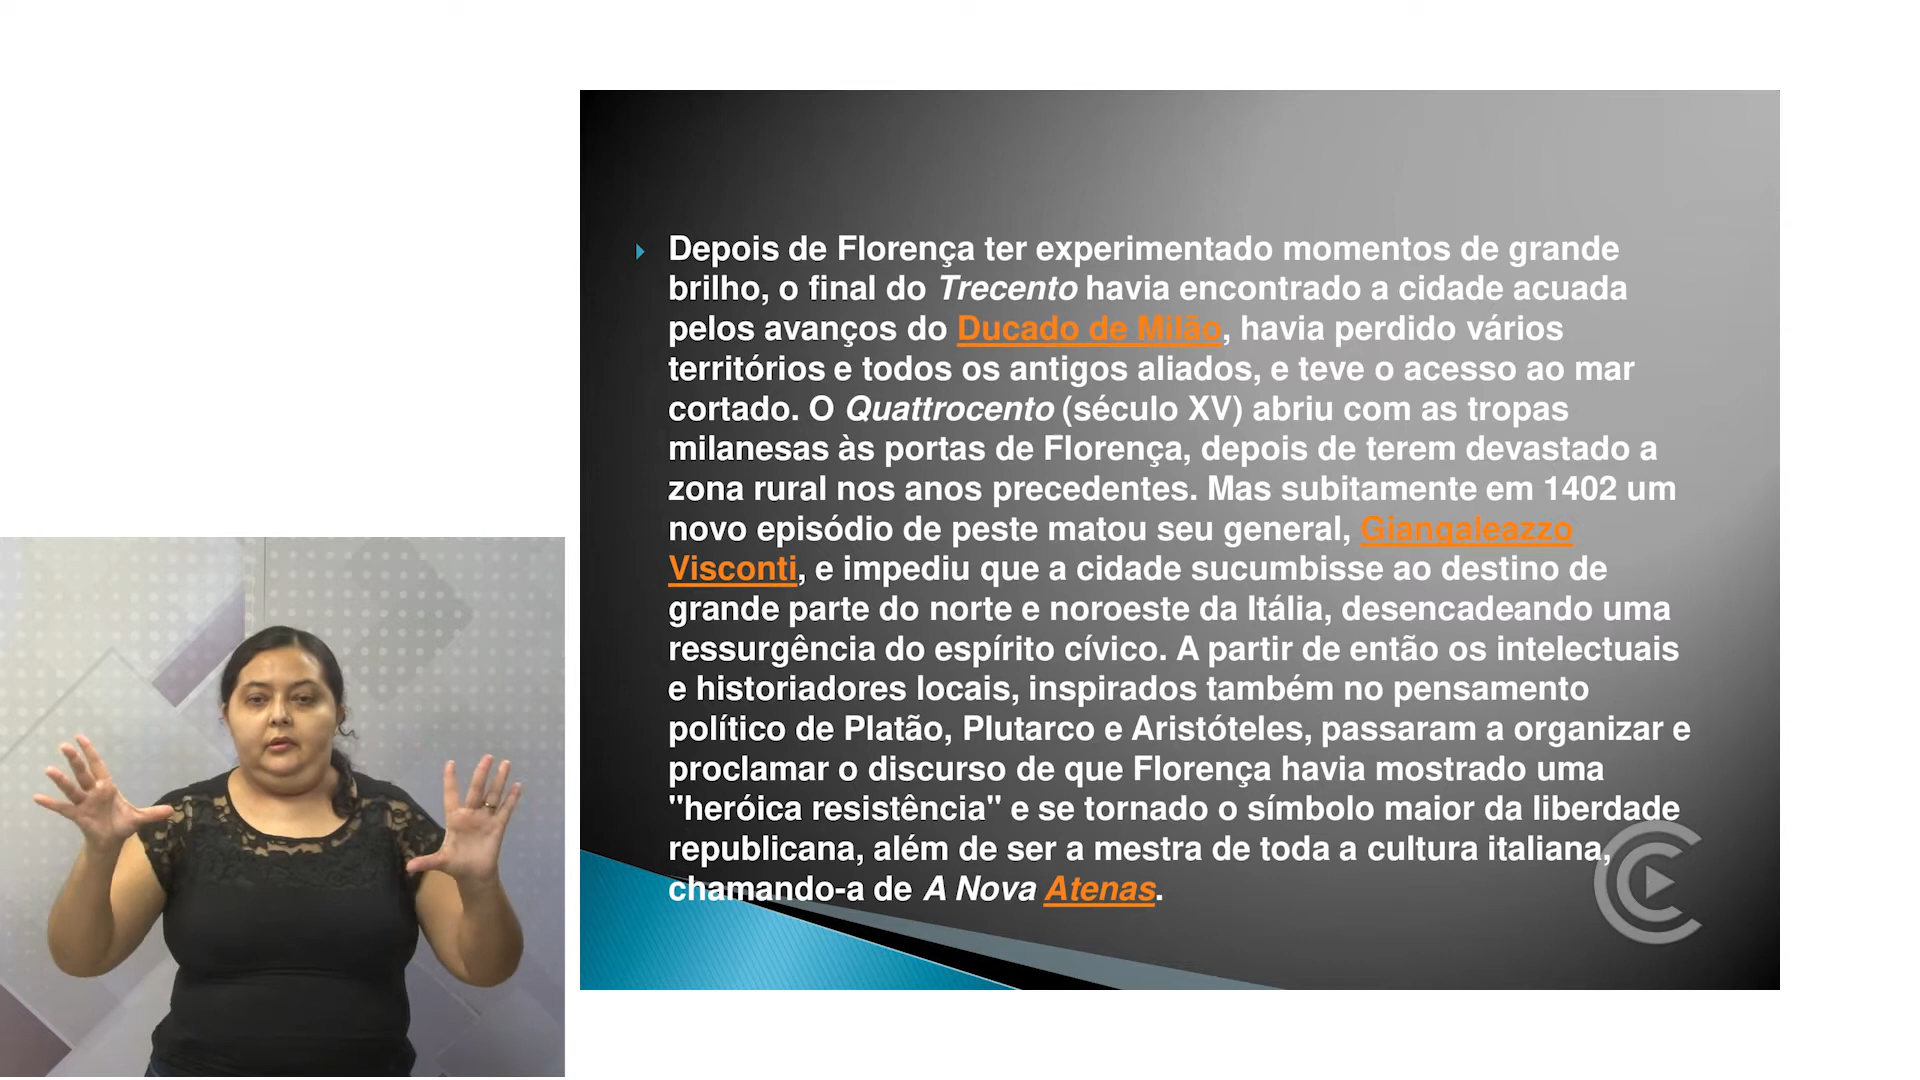 Depois de Florença ter experimentado momentos de grande
brilho, o final do Trecento havia encontrado a cidade acuada
pelos avanços do Ducado de Milão, havia perdido vários
territórios e todos os antigos aliados, e teve o acesso ao mar
cortado. O Quattrocento (século XV) abriu com as tropas
milanesas às portas de Florença, depois de terem devastado a
zona rural nos anos precedentes. Mas subitamente em 1402 um
novo episódio de peste matou seu general, Giangaleazzo
Visconti, e impediu que a cidade sucumbisse ao destino de
grande parte do norte e noroeste da Itália, desencadeando uma
ressurgência do espírito cívico. A partir de então os intelectuais
e historiadores locais, inspirados também no pensamento
político de Platão, Plutarco e Aristóteles, passaram a organizar e
proclamar o discurso de que Florença havia mostrado uma
"heróica resistência" e se tornado o símbolo maior da liberdade
republicana, além de ser a mestra de toda a cultura italiana,
chamando-a de A Nova Atenas.